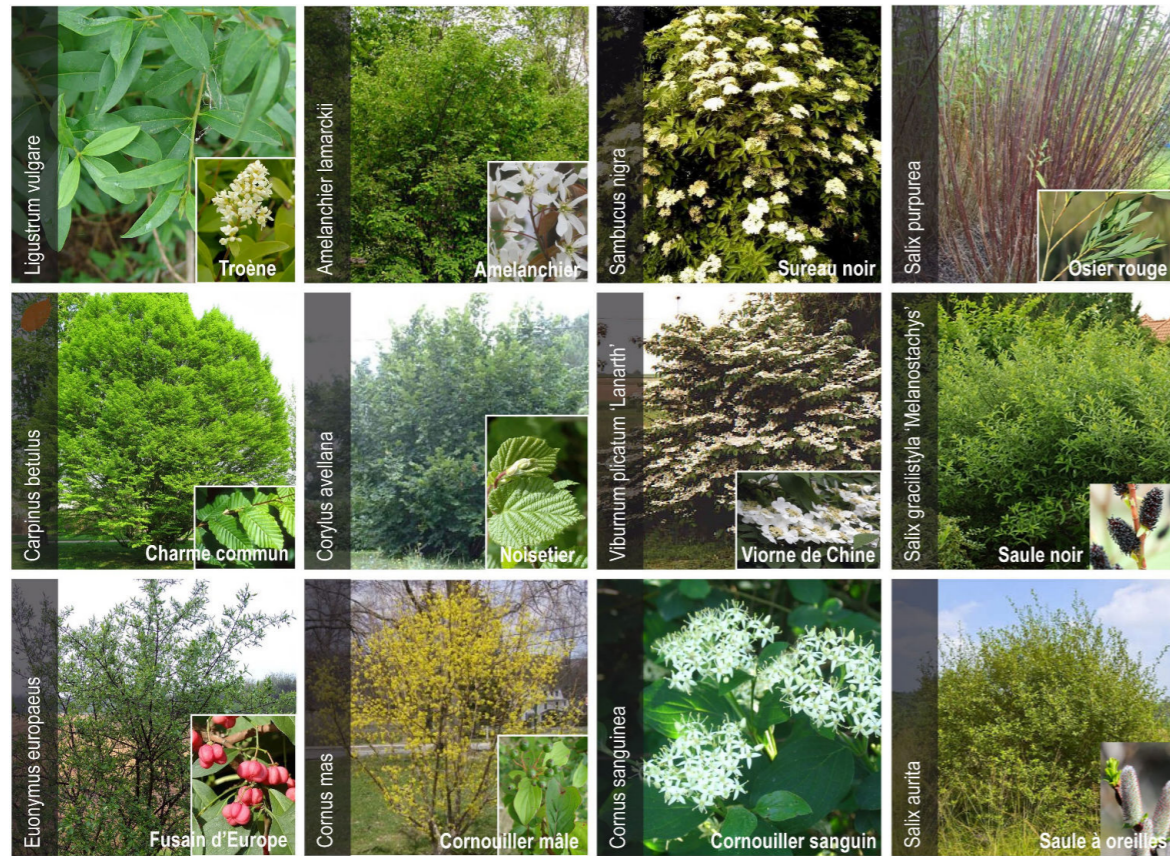 Ligustrum vulgare
Troène
Amelanchier lamarckii
Amelanchier
Sambucus nigra
Sureau noir
Salix purpurea
Osier rouge
Carpinus betulus
Charme commun
Corylus avellana
Noisetier
Viburnum plicatum ‘Lanarth’
Viorne de Chine
Salix gracilistyla ‘Melanostachys’
Saule noir
Euonymus europaeus
Fusain d’Europe
Cornus mas
Cornouiller mâle
Cornus sanguinea
Cornouiller sanguin
Salix aurita
Saule à oreilles